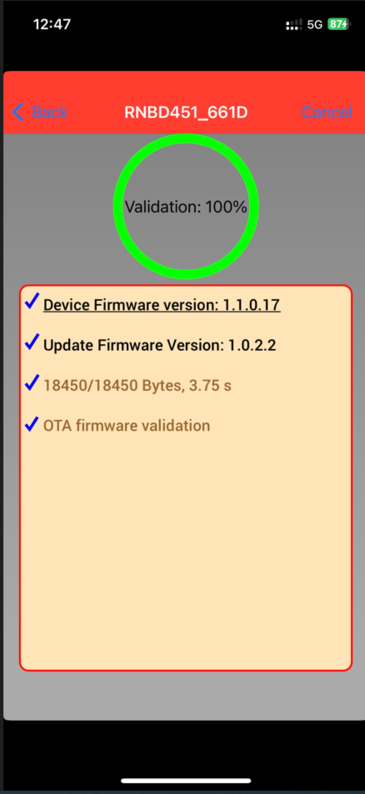 12:47
5G 87
Back RNBD451_661D Cancel
Validation: 100%
Device Firmware version: 1.1.0.17
Update Firmware Version: 1.0.2.2
18450/18450 Bytes, 3.75 s
OTA firmware validation